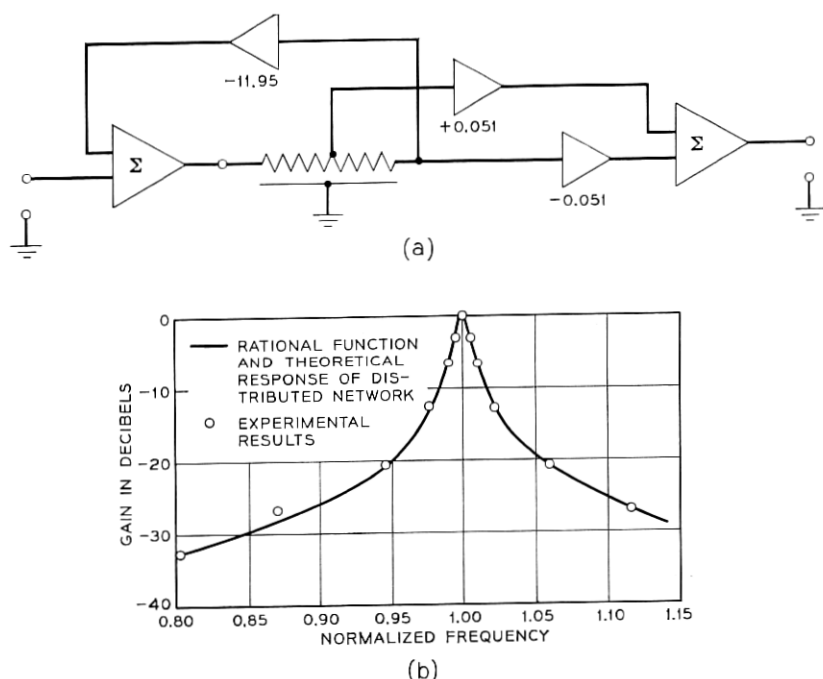 -11.95
+0.051
Σ
Σ
-0.051
(a)
0
-10
-20
-30
-40
GAIN IN DECIBELS
RATIONAL FUNCTION
AND THEORETICAL
RESPONSE OF DIS-
TRIBUTED NETWORK
EXPERIMENTAL
RESULTS
0.80 0.85 0.90 0.95 1.00 1.05 1.10 1.15
NORMALIZED FREQUENCY
(b)